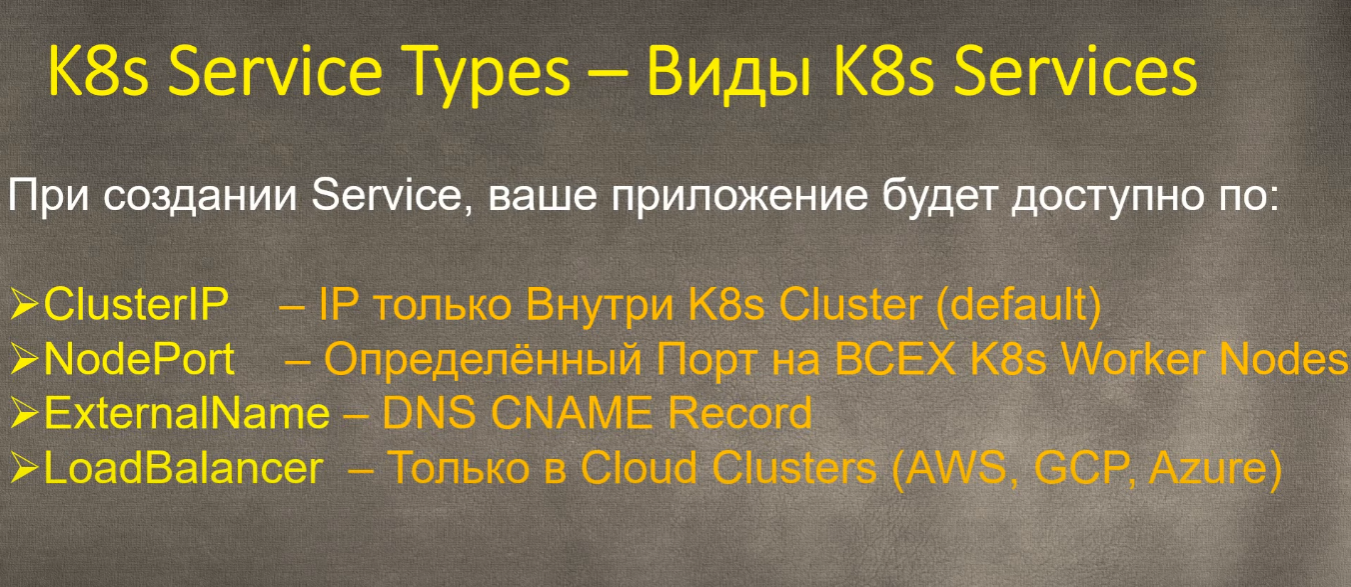 K8s Service Types – Виды K8s Services
При создании Service, ваше приложение будет доступно по:
➢ClusterIP – IP только Внутри K8s Cluster (default)
➢NodePort – Определённый Порт на ВСЕХ K8s Worker Nodes
➢ExternalName – DNS CNAME Record
➢LoadBalancer – Только в Cloud Clusters (AWS, GCP, Azure)